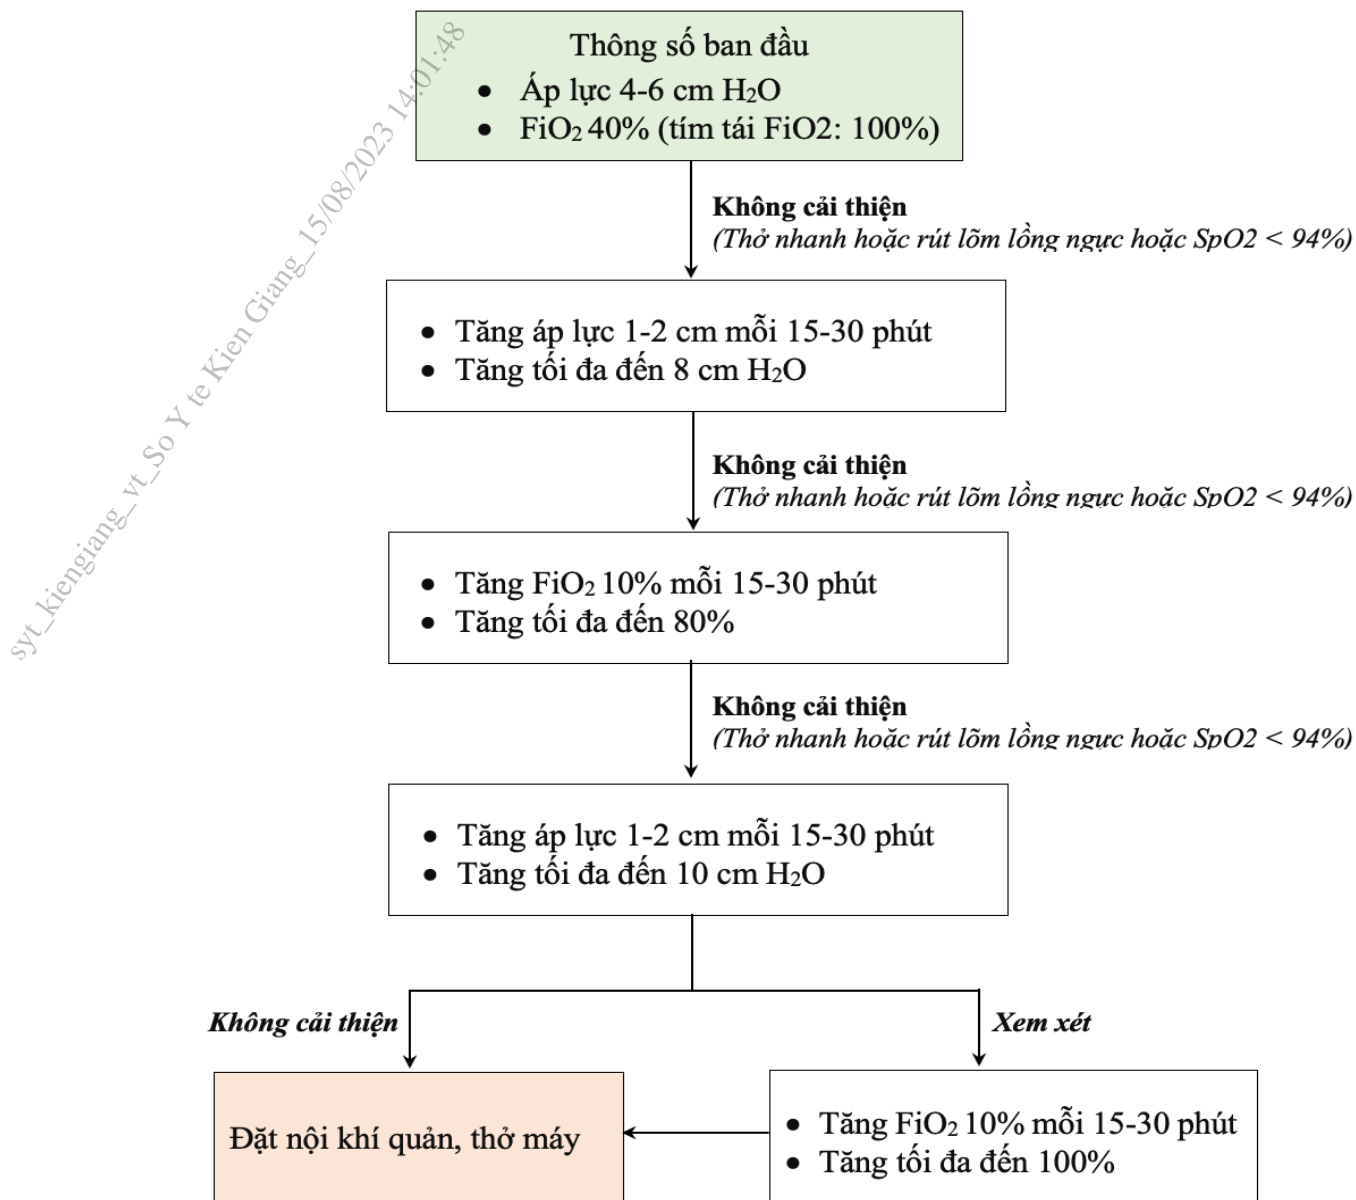 Thông số ban đầu
• Áp lực 4-6 cm H₂O
• FiO₂ 40% (tím tái FiO2: 100%)
Không cải thiện
(Thở nhanh hoặc rút lõm lồng ngực hoặc SpO2 < 94%)
• Tăng áp lực 1-2 cm mỗi 15-30 phút
• Tăng tối đa đến 8 cm H₂O
Không cải thiện
(Thở nhanh hoặc rút lõm lồng ngực hoặc SpO2 < 94%)
• Tăng FiO₂ 10% mỗi 15-30 phút
• Tăng tối đa đến 80%
Không cải thiện
(Thở nhanh hoặc rút lõm lồng ngực hoặc SpO2 < 94%)
• Tăng áp lực 1-2 cm mỗi 15-30 phút
• Tăng tối đa đến 10 cm H₂O
Không cải thiện
Xem xét
Đặt nội khí quản, thở máy
• Tăng FiO₂ 10% mỗi 15-30 phút
• Tăng tối đa đến 100%
syt_kiengiang_vt_So Y te Kien Giang_15/08/2023 14:01:48